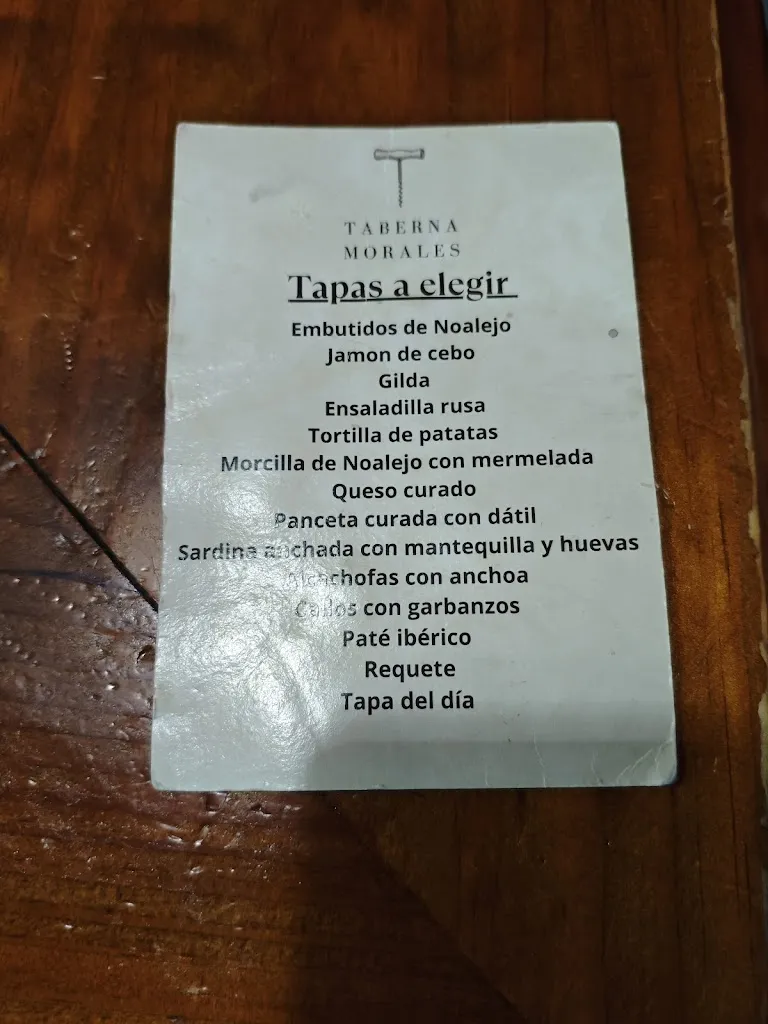 TABERNA
MORALES
Tapas a elegir
Embutidos de Noalejo
Jamon de cebo
Gilda
Ensaladilla rusa
Tortilla de patatas
Morcilla de Noalejo con mermelada
Queso curado
Panceta curada con dátil
Sardina con mantequilla y huevas
Alcachofas con anchoa
Callos con garbanzos
Paté ibérico
Requete
Tapa del día